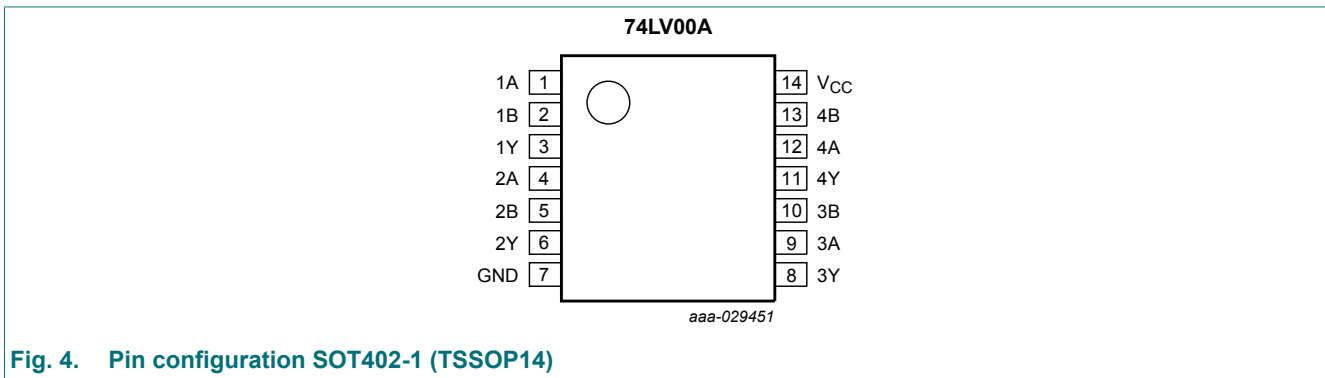 74LV00A
1A 1 14 VCC
1B 2 13 4B
1Y 3 12 4A
2A 4 11 4Y
2B 5 10 3B
2Y 6 9 3A
GND 7 8 3Y
aaa-029451
Fig. 4. Pin configuration SOT402-1 (TSSOP14)